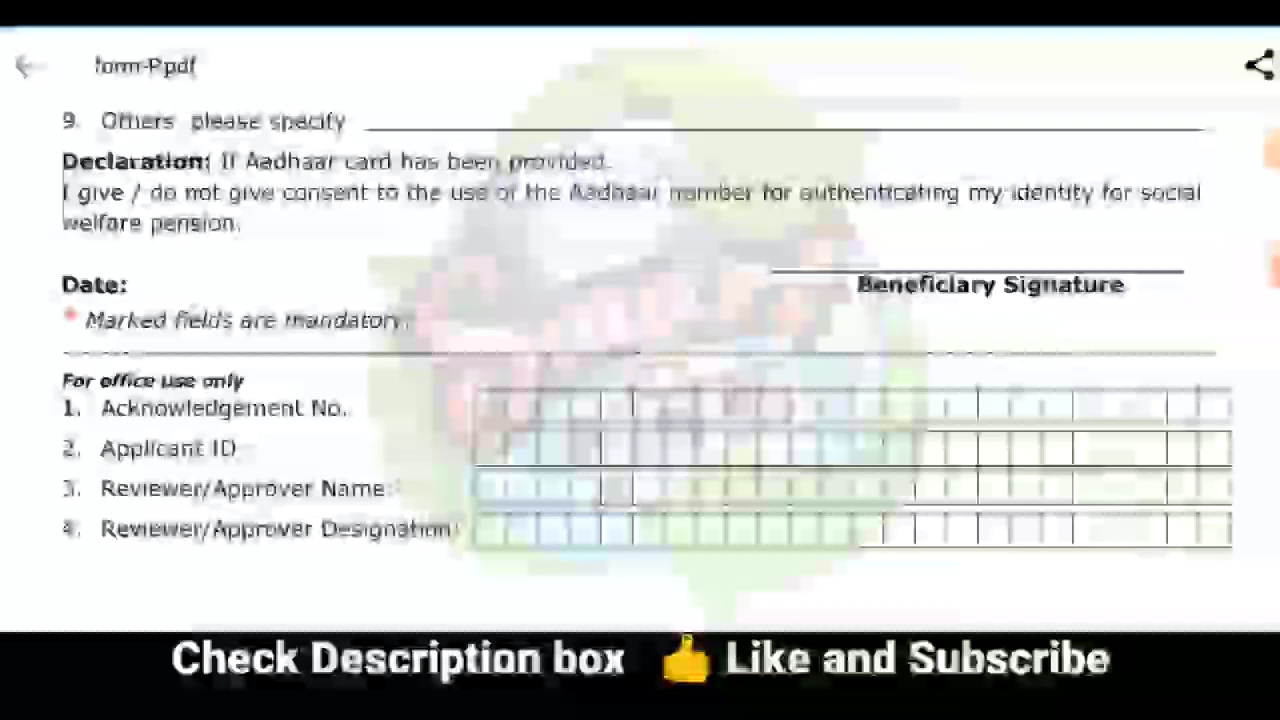 form-P.pdf
9. Others please specify
Declaration: If Aadhaar card has been provided.
I give / do not give consent to the use of the Aadhaar number for authenticating my identity for social
welfare pension.
Beneficiary Signature
Date:
* Marked fields are mandatory.
For office use only
1. Acknowledgement No.
2. Applicant ID
3. Reviewer/Approver Name:
4. Reviewer/Approver Designation:
Check Description box 👍 Like and Subscribe